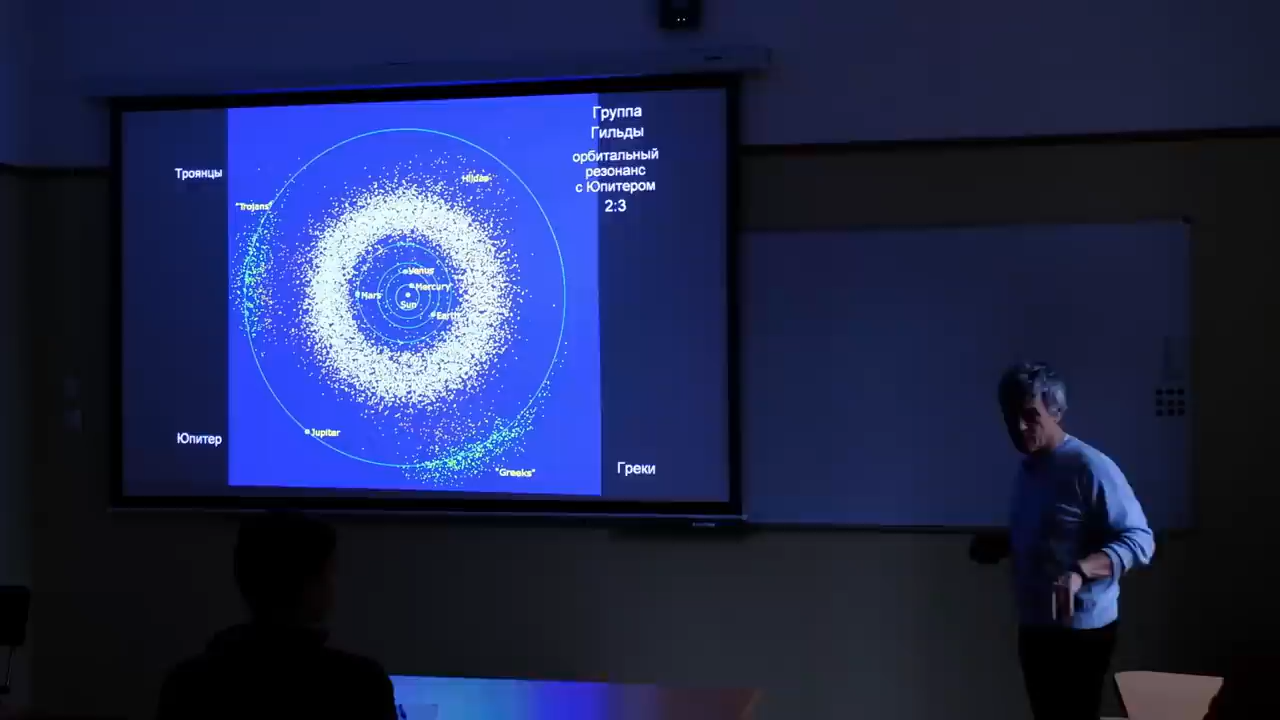 Группа
Гильды
орбитальный
резонанс
с Юпитером
2:3
Троянцы
Hildas
"Trojans"
Venus
Mercury
Mars
Sun
Earth
Jupiter
Юпитер
"Greeks"
Греки